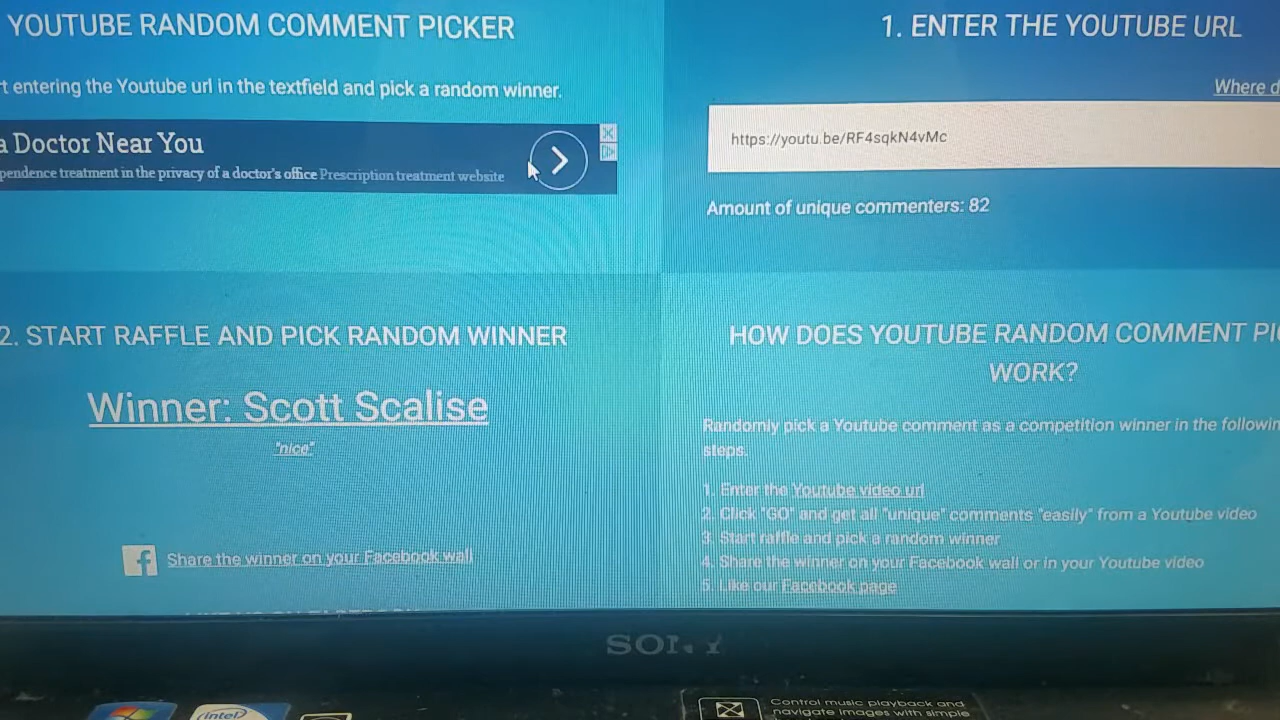 YOUTUBE RANDOM COMMENT PICKER
t entering the Youtube url in the textfield and pick a random winner.
a Doctor Near You
pendence treatment in the privacy of a doctor's office Prescription treatment website
1. ENTER THE YOUTUBE URL
Where d
https://youtu.be/RF4sqkN4vMc
Amount of unique commenters: 82
2. START RAFFLE AND PICK RANDOM WINNER
Winner: Scott Scalise
"nice"
Share the winner on your Facebook wall
HOW DOES YOUTUBE RANDOM COMMENT PI
WORK?
Randomly pick a Youtube comment as a competition winner in the followin
steps.
1. Enter the Youtube video url
2. Click "GO" and get all "unique" comments "easily" from a Youtube video
3. Start raffle and pick a random winner
4. Share the winner on your Facebook wall or in your Youtube video
5. Like our Facebook page
SONY
intel
Control music playback and
navigate images with simple